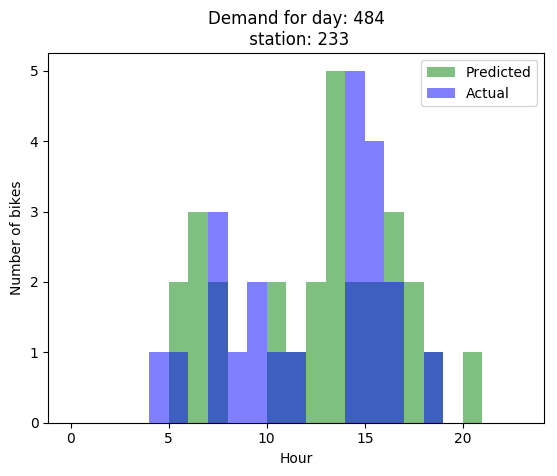 Demand for day: 484
station: 233
Predicted
Actual
5
4
3
2
1
0
Number of bikes
0 5 10 15 20
Hour